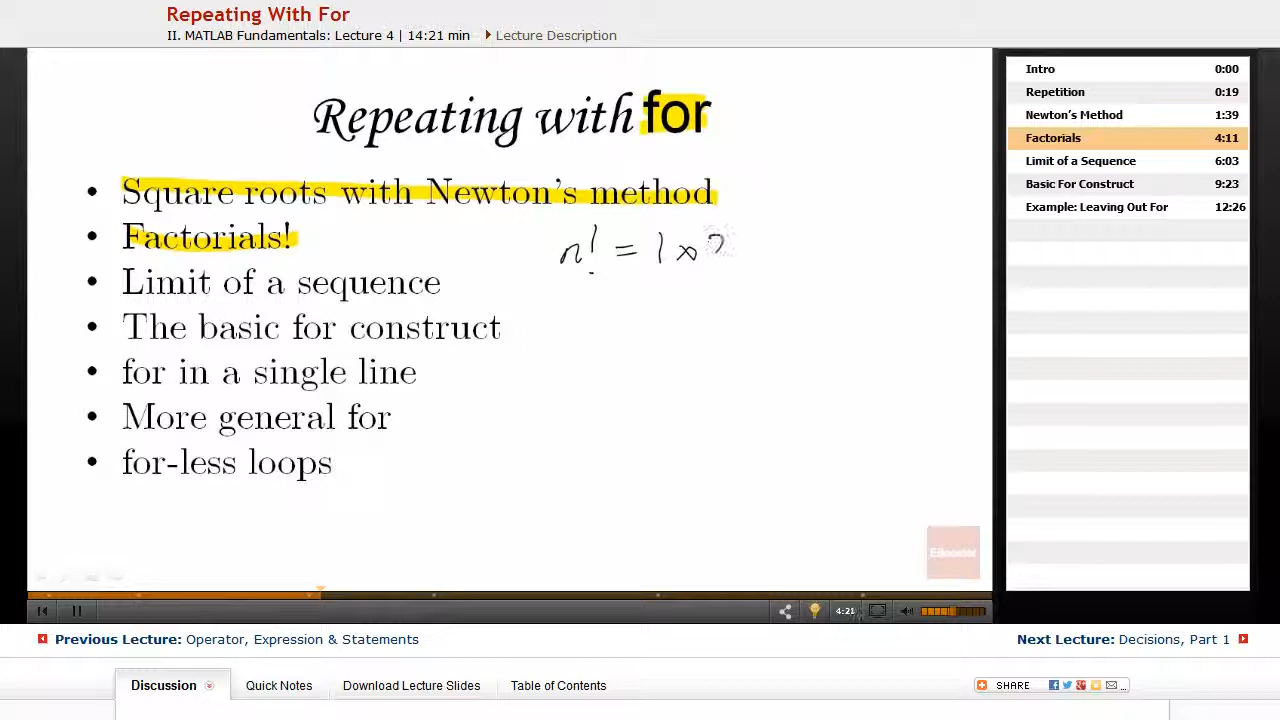 Repeating With For
II. MATLAB Fundamentals: Lecture 4 | 14:21 min Lecture Description
Repeating with for
• Square roots with Newton's method
• Factorials!
n! = 1 × 2
• Limit of a sequence
• The basic for construct
• for in a single line
• More general for
• for-less loops
Educator
4:21
Intro 0:00
Repetition 0:19
Newton's Method 1:39
Factorials 4:11
Limit of a Sequence 6:03
Basic For Construct 9:23
Example: Leaving Out For 12:26
Previous Lecture: Operator, Expression & Statements
Next Lecture: Decisions, Part 1
Discussion Quick Notes Download Lecture Slides Table of Contents
SHARE